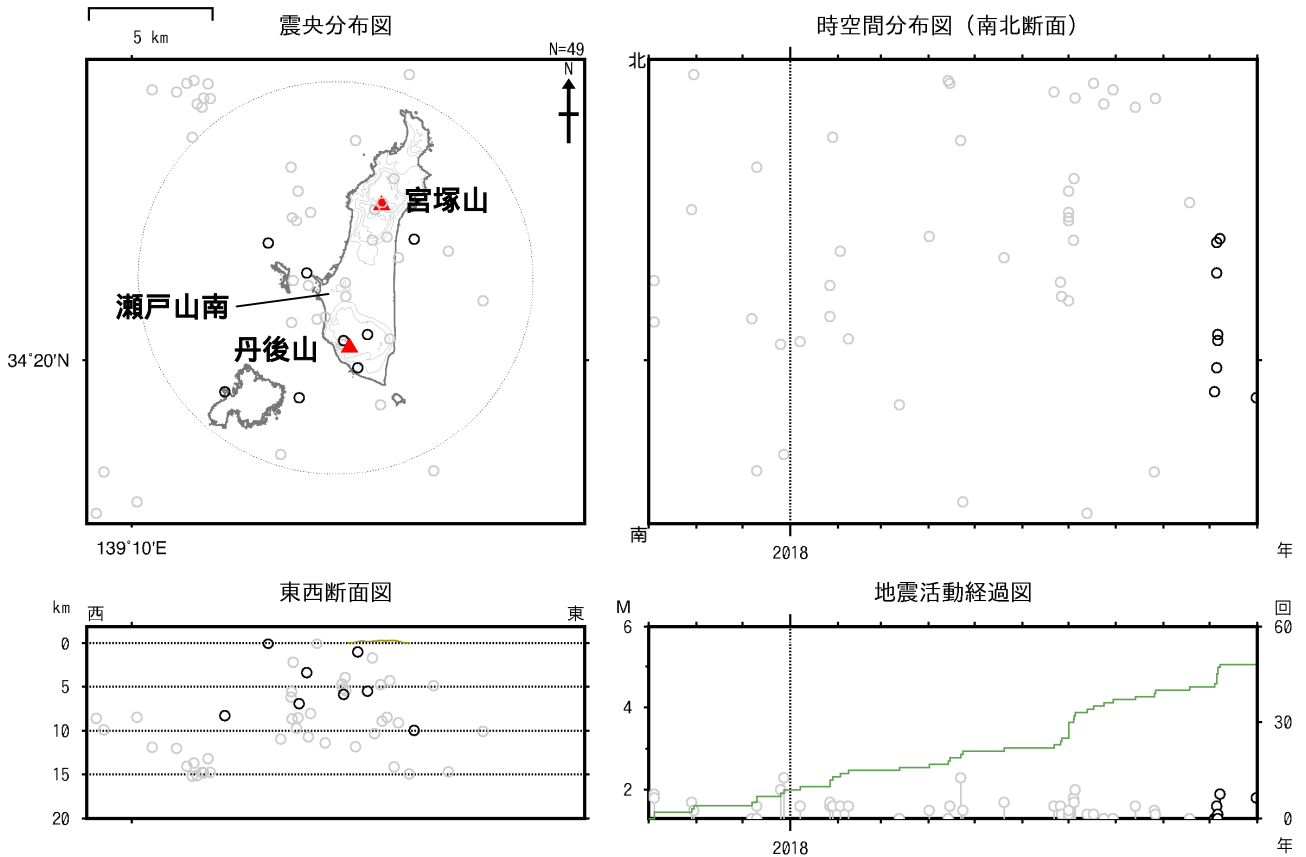 5 km
震央分布図
N=49
N
宮塚山
瀬戸山南
丹後山
34°20'N
139°10'E
時空間分布図（南北断面）
北
南
2018
年
東西断面図
km
西
東
0
5
10
15
20
地震活動経過図
M
回
6
4
2
60
30
0
2018
年